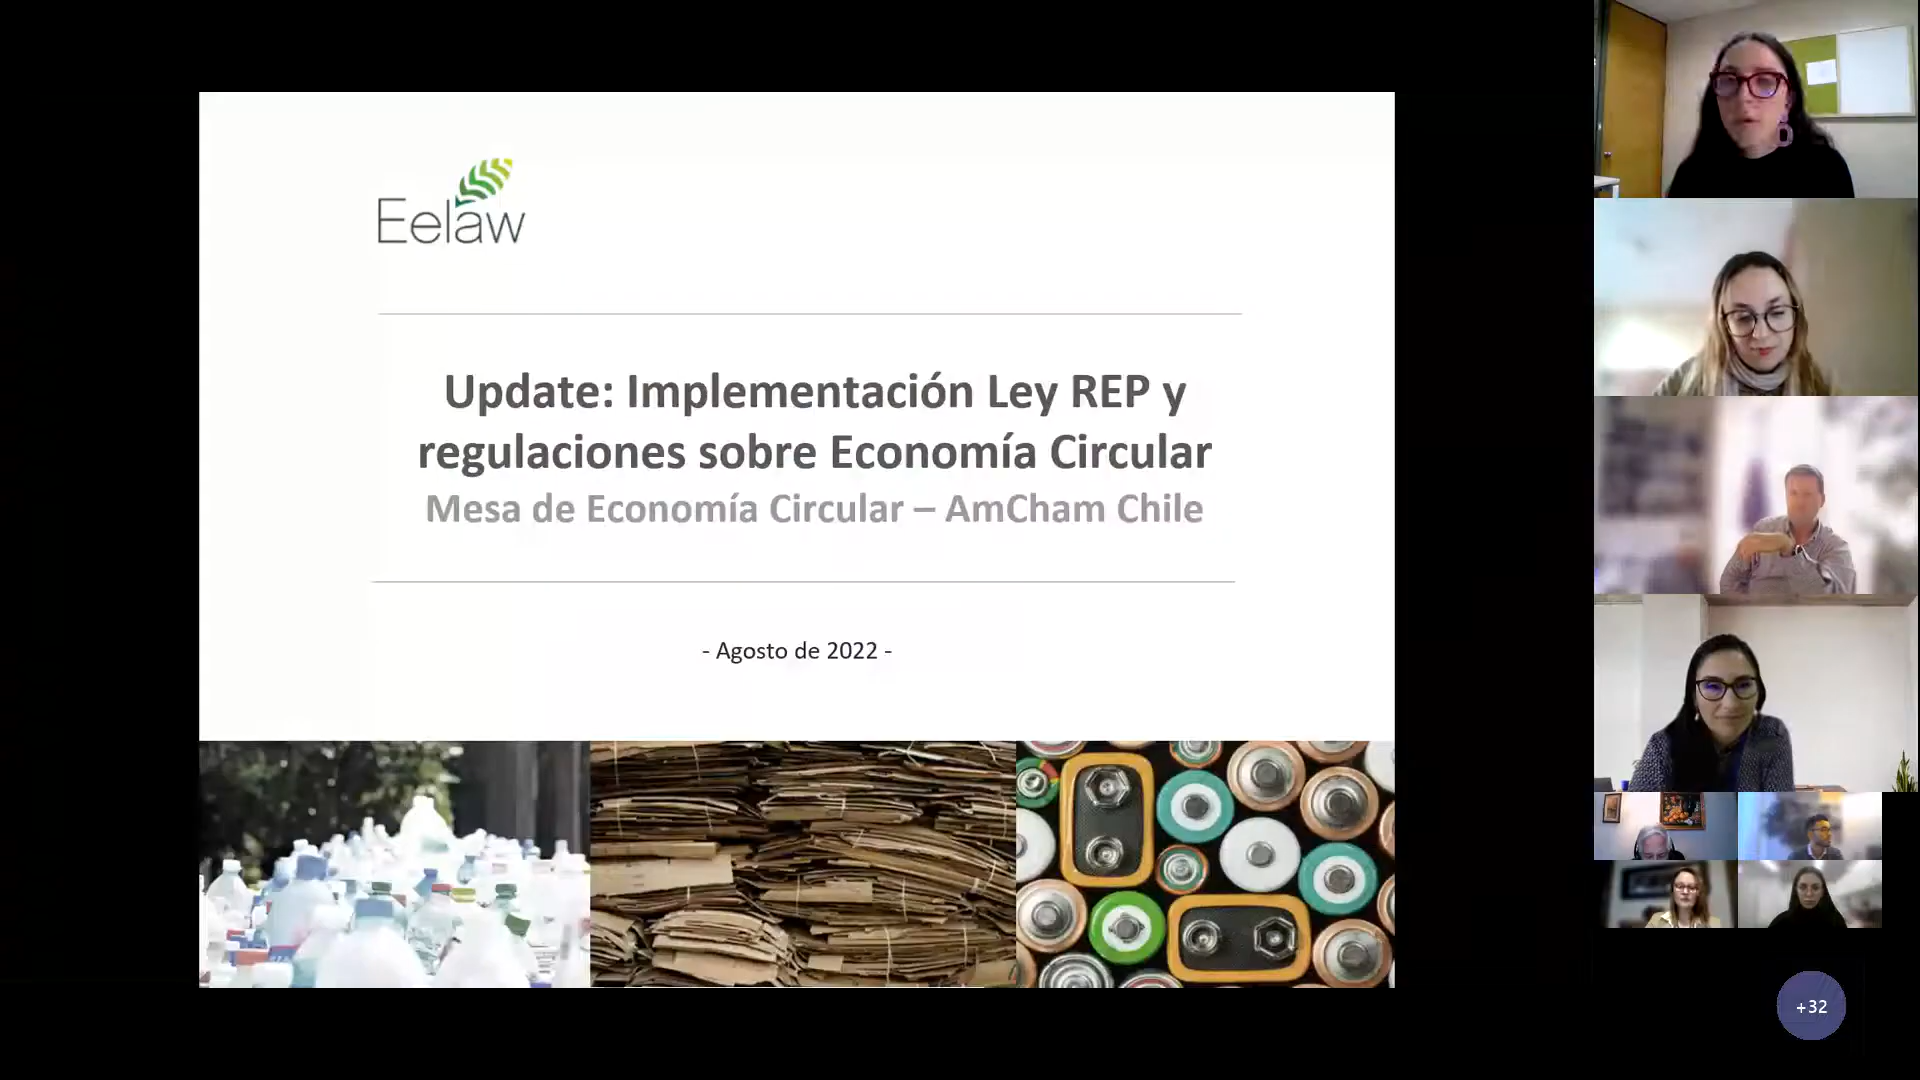 Eelaw
Update: Implementación Ley REP y
regulaciones sobre Economía Circular
Mesa de Economía Circular – AmCham Chile
- Agosto de 2022 -
+32